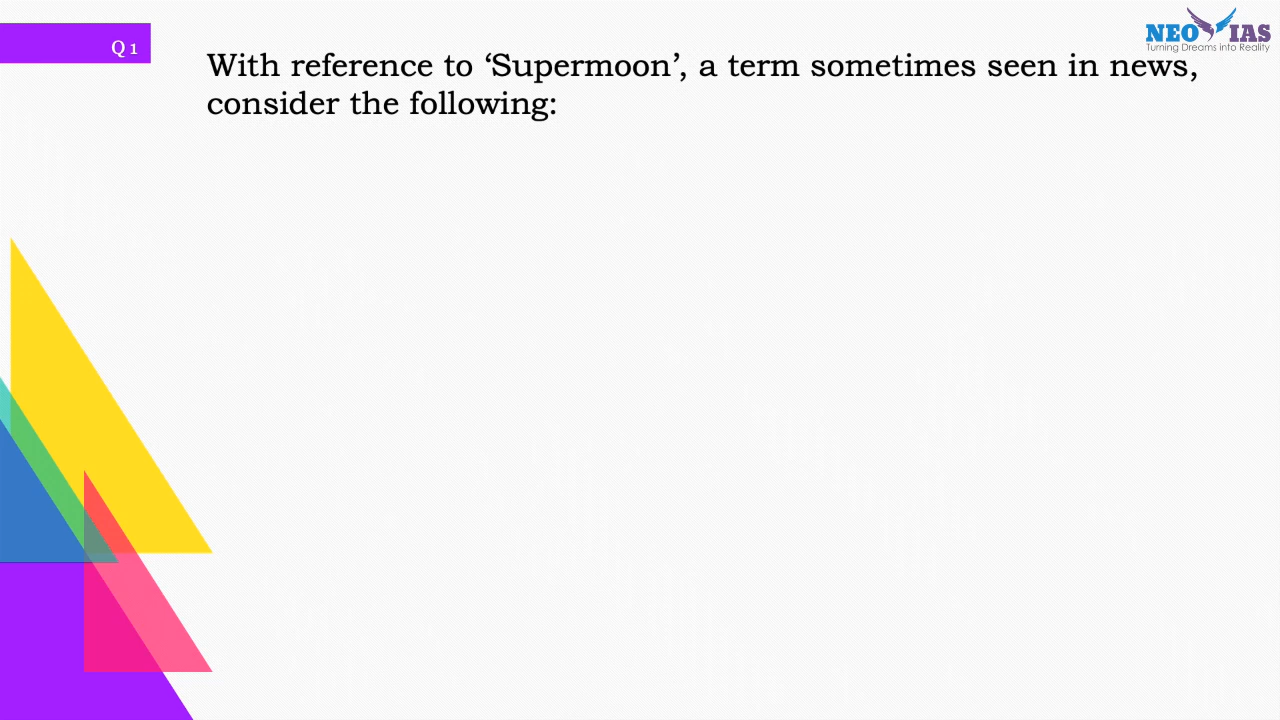 Q 1
NEO IAS
Turning Dreams into Reality
With reference to ‘Supermoon’, a term sometimes seen in news,
consider the following: